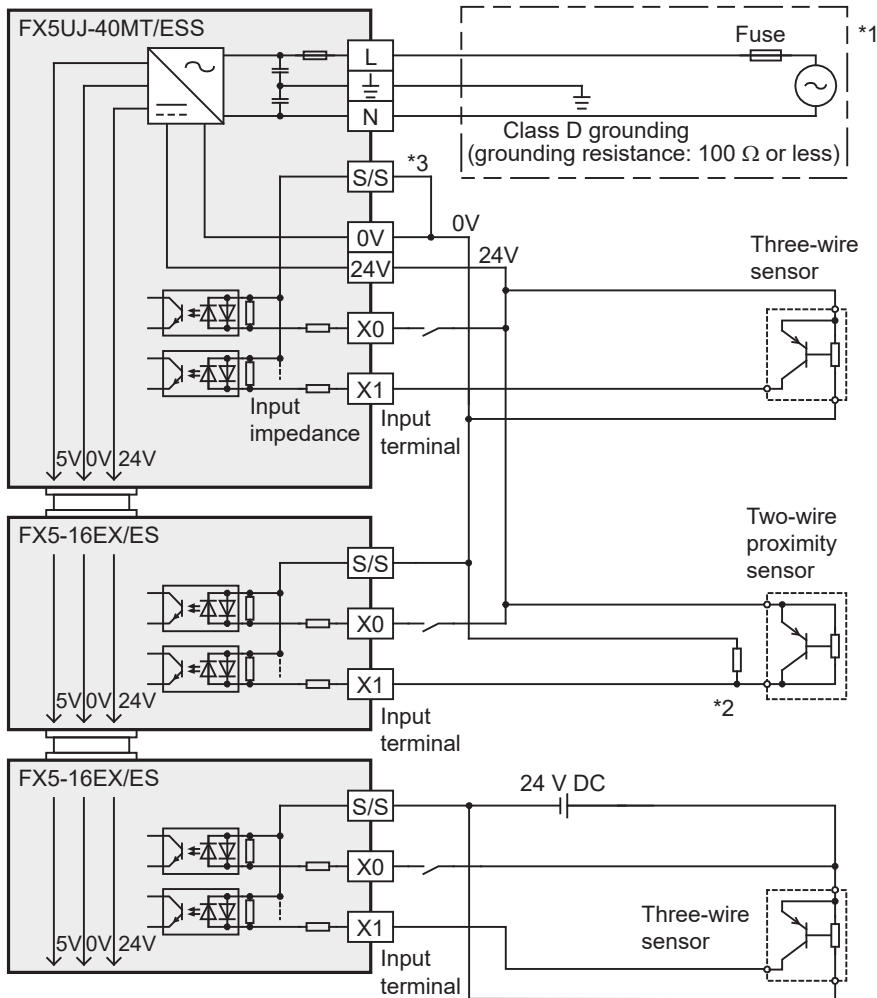 FX5UJ-40MT/ESS
L
N
Fuse
*1
Class D grounding
(grounding resistance: 100 Ω or less)
S/S
*3
0V
0V
24V
24V
Three-wire
sensor
X0
X1
Input
impedance
Input
terminal
5V 0V 24V
FX5-16EX/ES
S/S
X0
X1
Two-wire
proximity
sensor
*2
5V 0V 24V
Input
terminal
FX5-16EX/ES
24 V DC
S/S
X0
X1
Three-wire
sensor
5V 0V 24V
Input
terminal